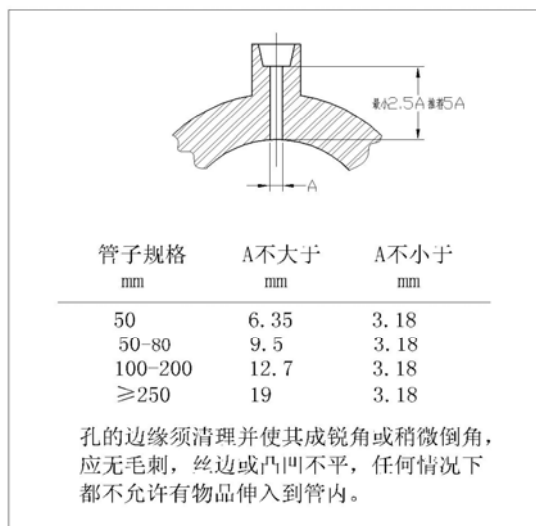 最小2.5A推荐5A
A
管子规格 A不大于 A不小于
mm mm mm
50 6.35 3.18
50-80 9.5 3.18
100-200 12.7 3.18
≥250 19 3.18
孔的边缘须清理并使其成锐角或稍微倒角，
应无毛刺，丝边或凸凹不平，任何情况下
都不允许有物品伸入到管内。